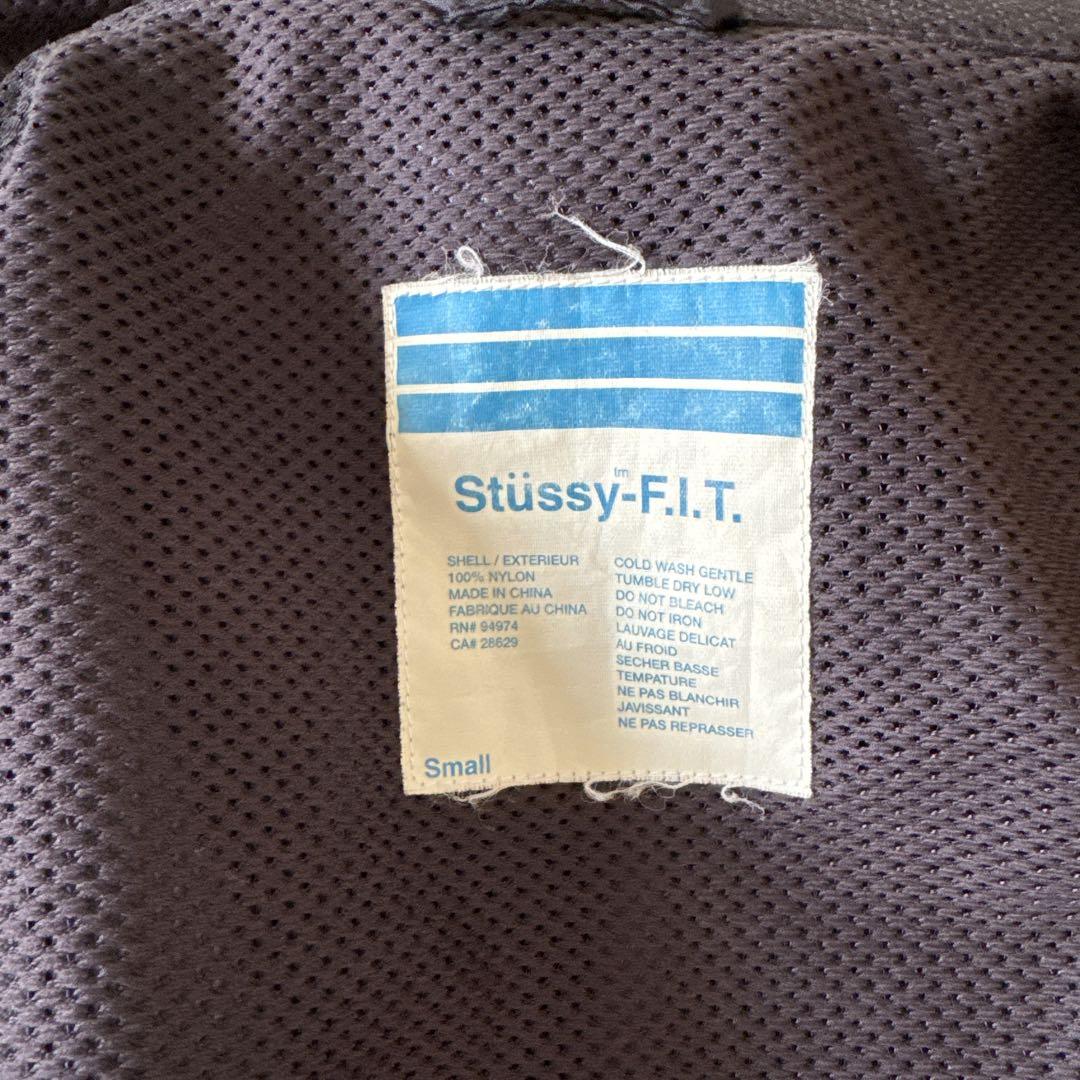 Stüssy-F.I.T.
tm
SHELL / EXTERIEUR
100% NYLON
MADE IN CHINA
FABRIQUE AU CHINA
RN# 94974
CA# 28629
COLD WASH GENTLE
TUMBLE DRY LOW
DO NOT BLEACH
DO NOT IRON
LAUVAGE DELICAT
AU FROID
SECHER BASSE
TEMPATURE
NE PAS BLANCHIR
JAVISSANT
NE PAS REPRASSER
Small